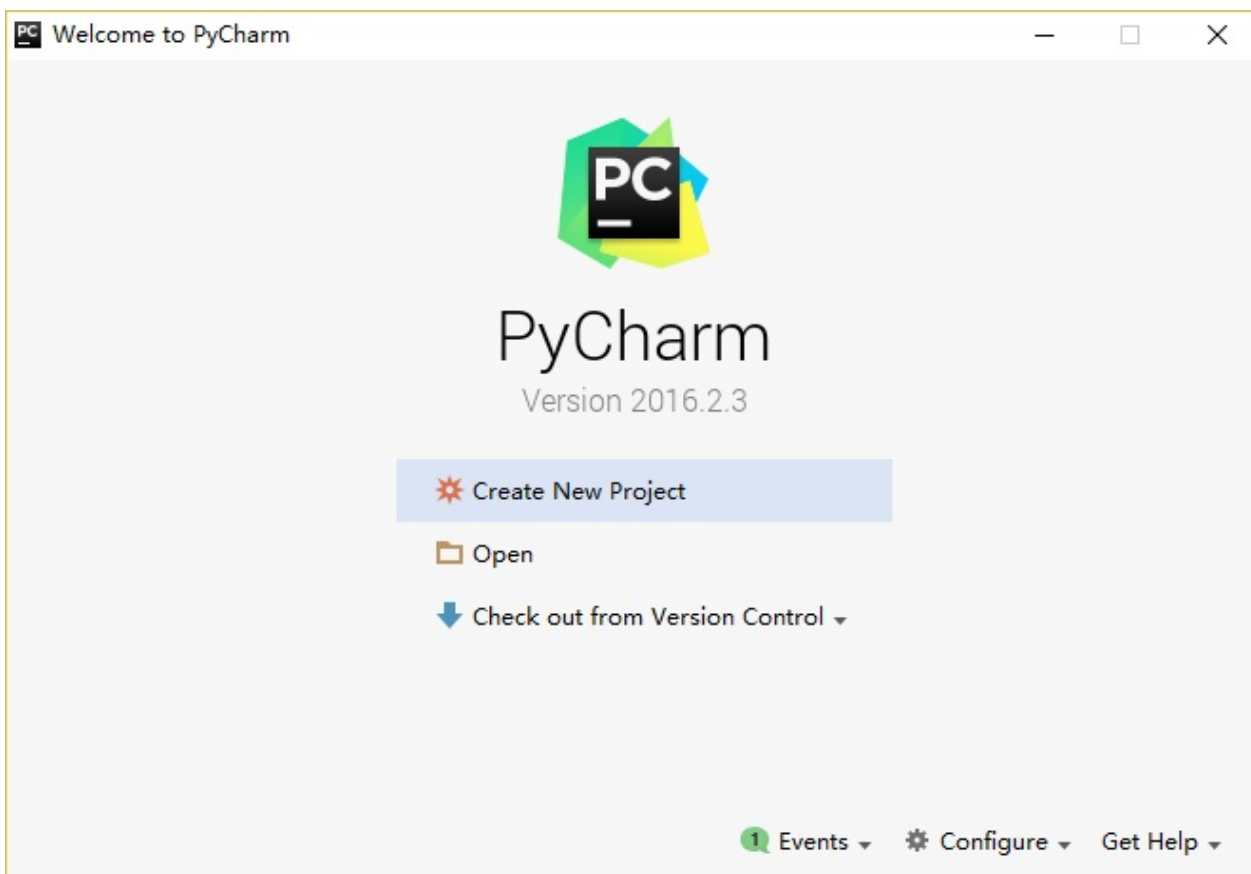 PC Welcome to PyCharm
PC
PyCharm
Version 2016.2.3
Create New Project
Open
Check out from Version Control
1 Events Configure Get Help